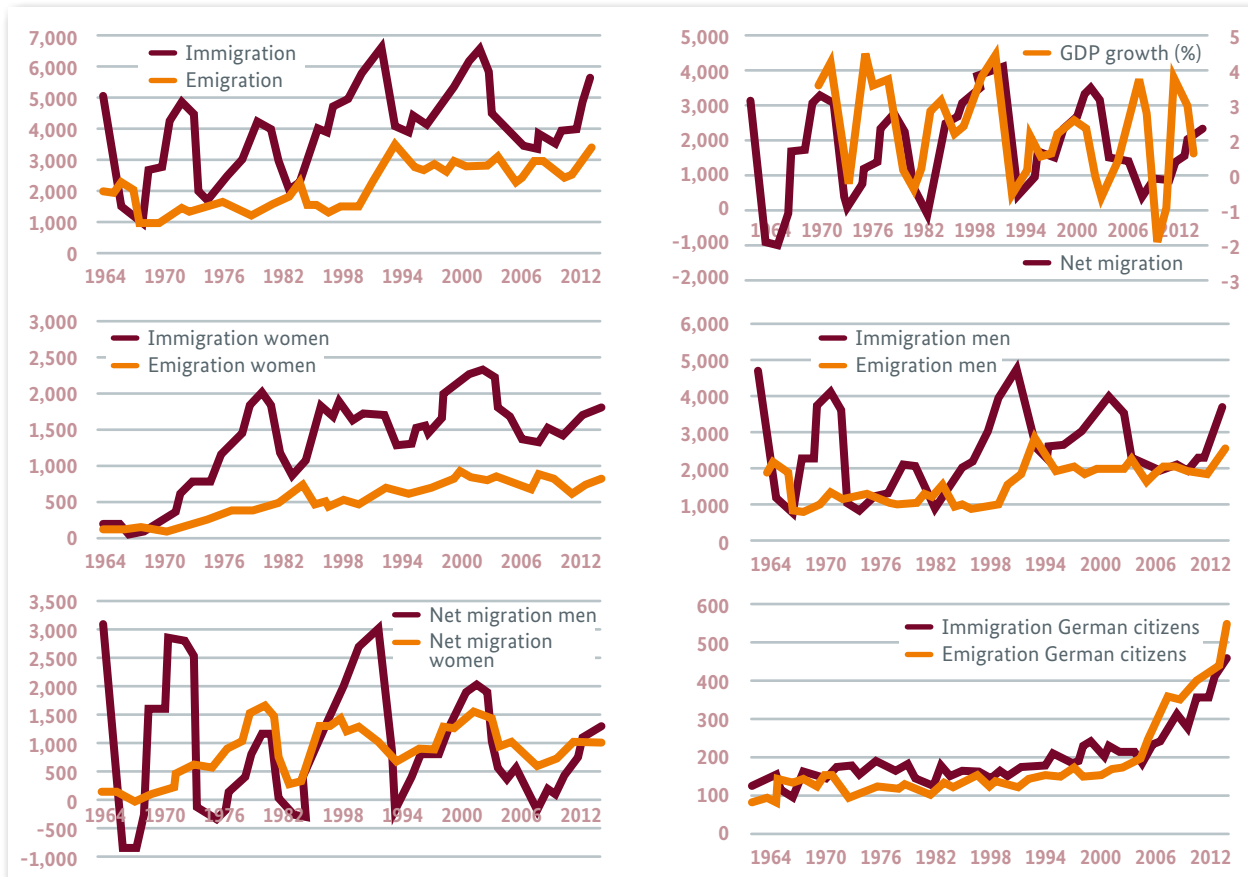 7,000
6,000
5,000
4,000
3,000
2,000
1,000
0
Immigration
Emigration
1964 1970 1976 1982 1998 1994 2000 2006 2012
5,000
4,000
3,000
2,000
1,000
0
-1,000
-2,000
GDP growth (%)
5
4
3
2
1
0
-1
-2
-3
1964 1970 1976 1982 1998 1994 2000 2006 2012
Net migration
3,000
2,500
2,000
1,500
1,000
500
0
Immigration women
Emigration women
1964 1970 1976 1982 1998 1994 2000 2006 2012
6,000
5,000
4,000
3,000
2,000
1,000
0
Immigration men
Emigration men
1964 1970 1976 1982 1998 1994 2000 2006 2012
3,500
3,000
2,500
2,000
1,500
1,000
500
0
-500
-1,000
Net migration men
Net migration
women
1964 1970 1976 1982 1998 1994 2000 2006 2012
600
500
400
300
200
100
0
Immigration German citizens
Emigration German citizens
1964 1970 1976 1982 1998 1994 2000 2006 2012